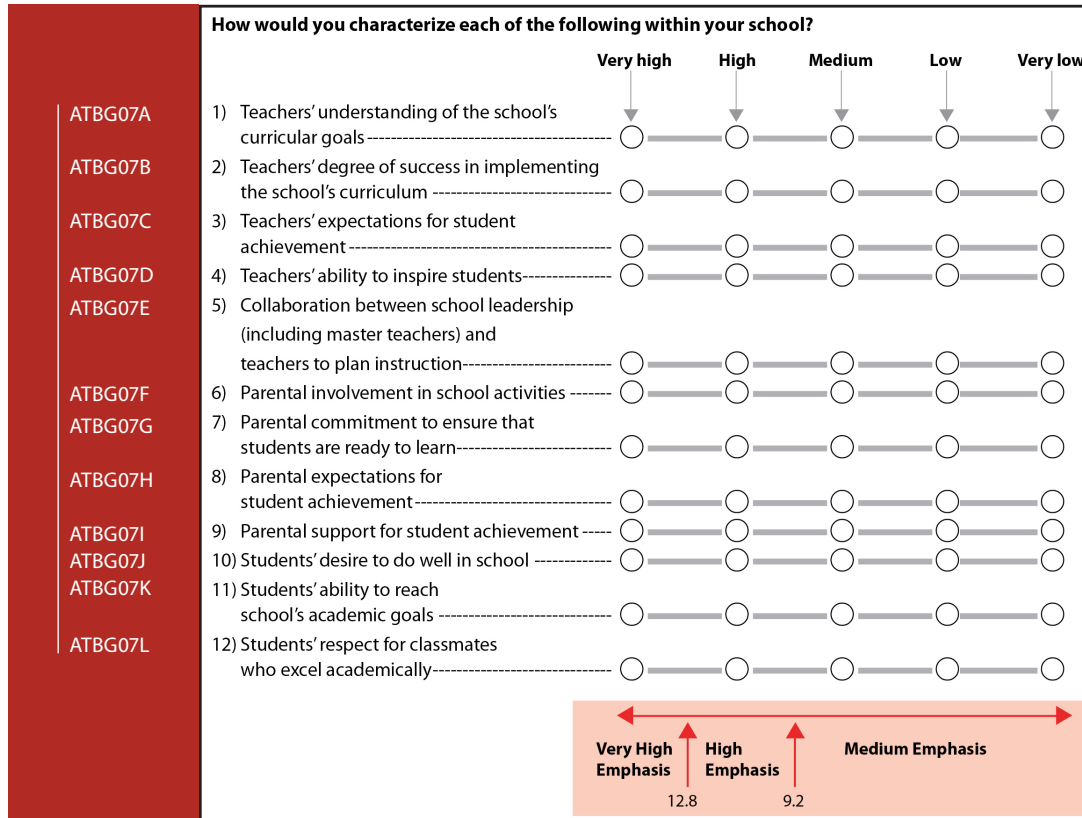 How would you characterize each of the following within your school?
Very high High Medium Low Very low
ATBG07A 1) Teachers’ understanding of the school’s
curricular goals
ATBG07B 2) Teachers’ degree of success in implementing
the school’s curriculum
ATBG07C 3) Teachers’ expectations for student
achievement
ATBG07D 4) Teachers’ ability to inspire students
ATBG07E 5) Collaboration between school leadership
(including master teachers) and
teachers to plan instruction
ATBG07F 6) Parental involvement in school activities
ATBG07G 7) Parental commitment to ensure that
students are ready to learn
ATBG07H 8) Parental expectations for
student achievement
ATBG07I 9) Parental support for student achievement
ATBG07J 10) Students’ desire to do well in school
ATBG07K 11) Students’ ability to reach
school’s academic goals
ATBG07L 12) Students’ respect for classmates
who excel academically
Very High High Medium Emphasis
Emphasis Emphasis
12.8 9.2